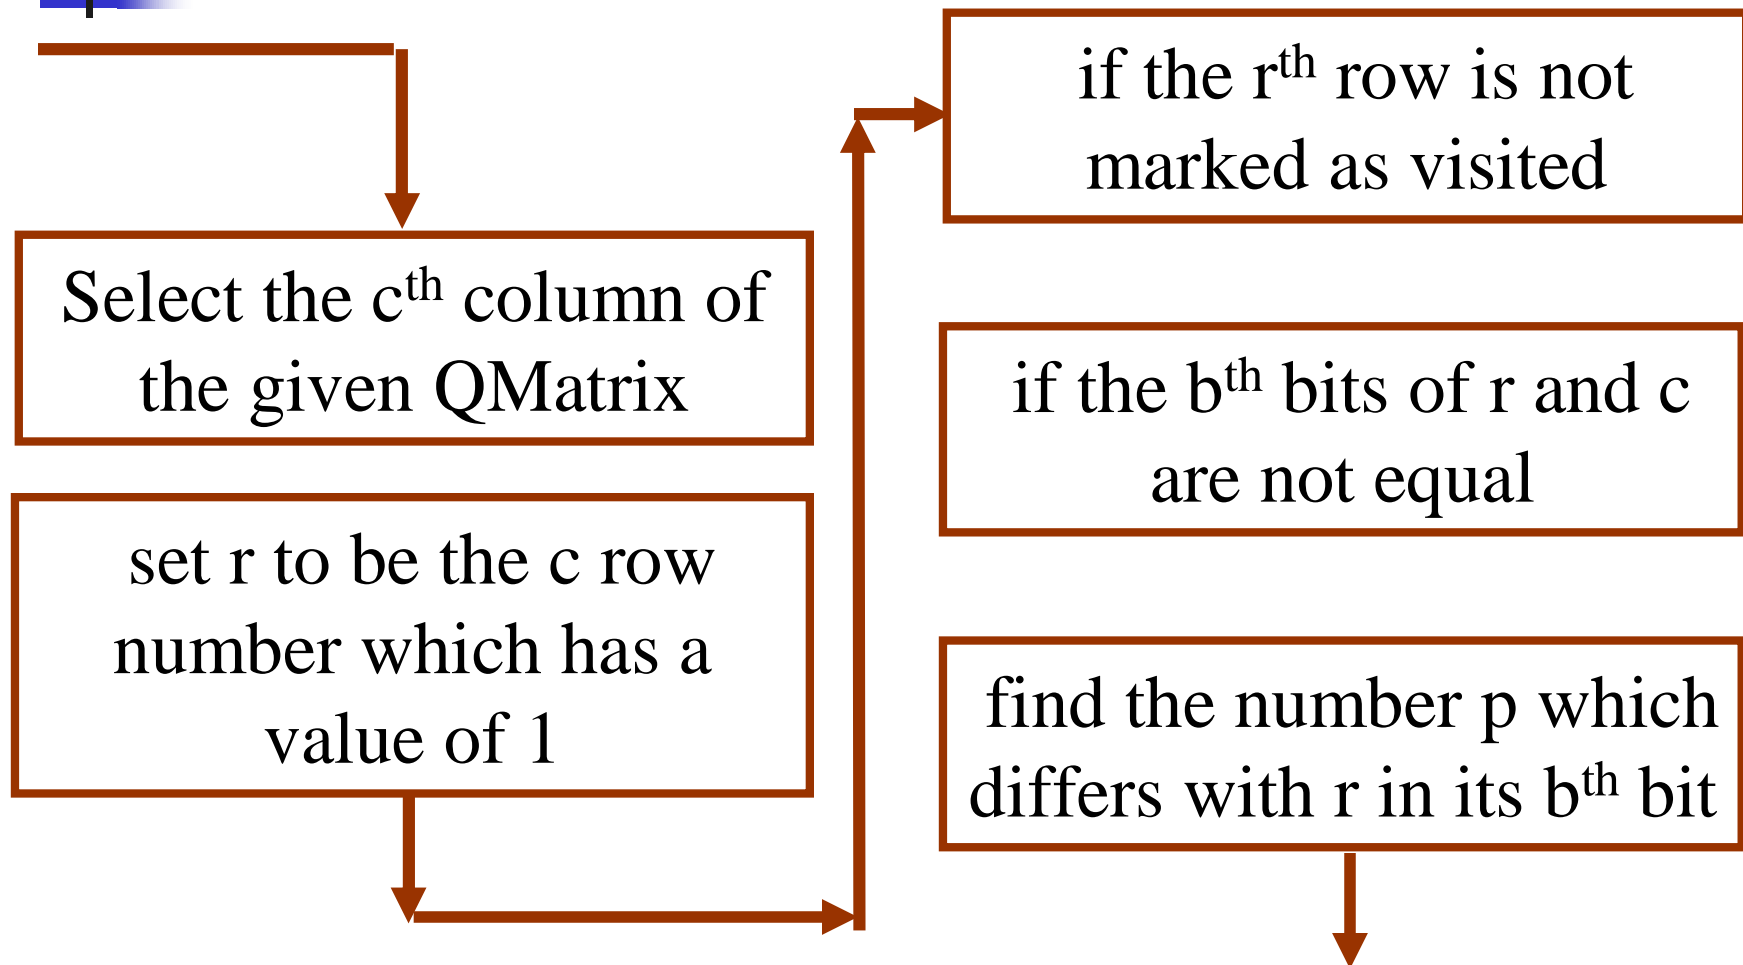 Select the cth column of
the given QMatrix
set r to be the c row
number which has a
value of 1
if the rth row is not
marked as visited
if the bth bits of r and c
are not equal
find the number p which
differs with r in its bth bit